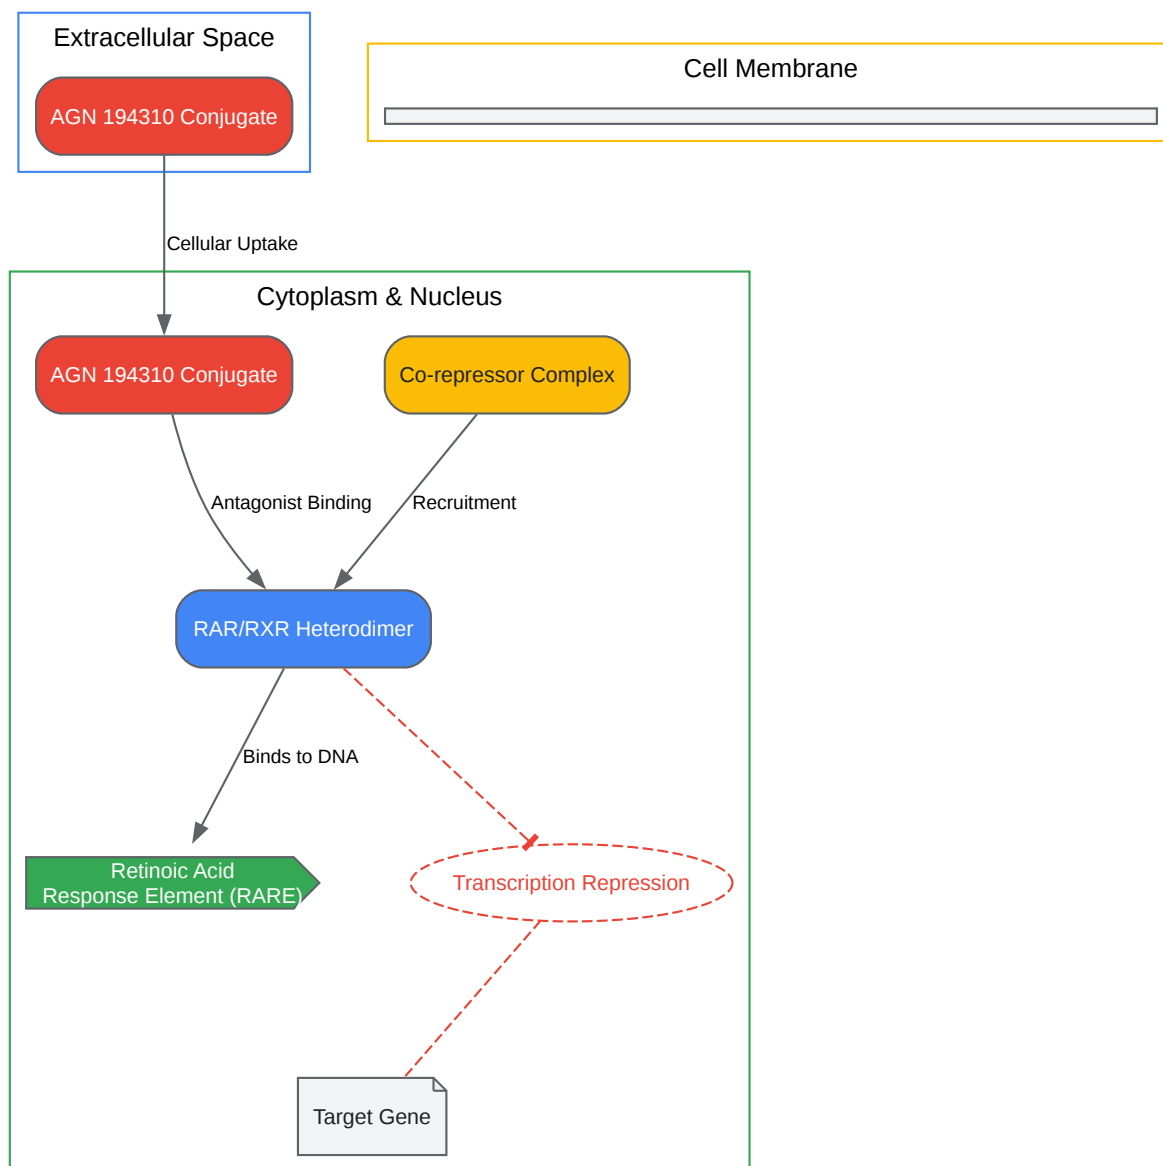 Extracellular Space
AGN 194310 Conjugate
Cell Membrane
Cellular Uptake
Cytoplasm & Nucleus
AGN 194310 Conjugate
Co-repressor Complex
Antagonist Binding
Recruitment
RAR/RXR Heterodimer
Binds to DNA
Retinoic Acid
Response Element (RARE)
Transcription Repression
Target Gene